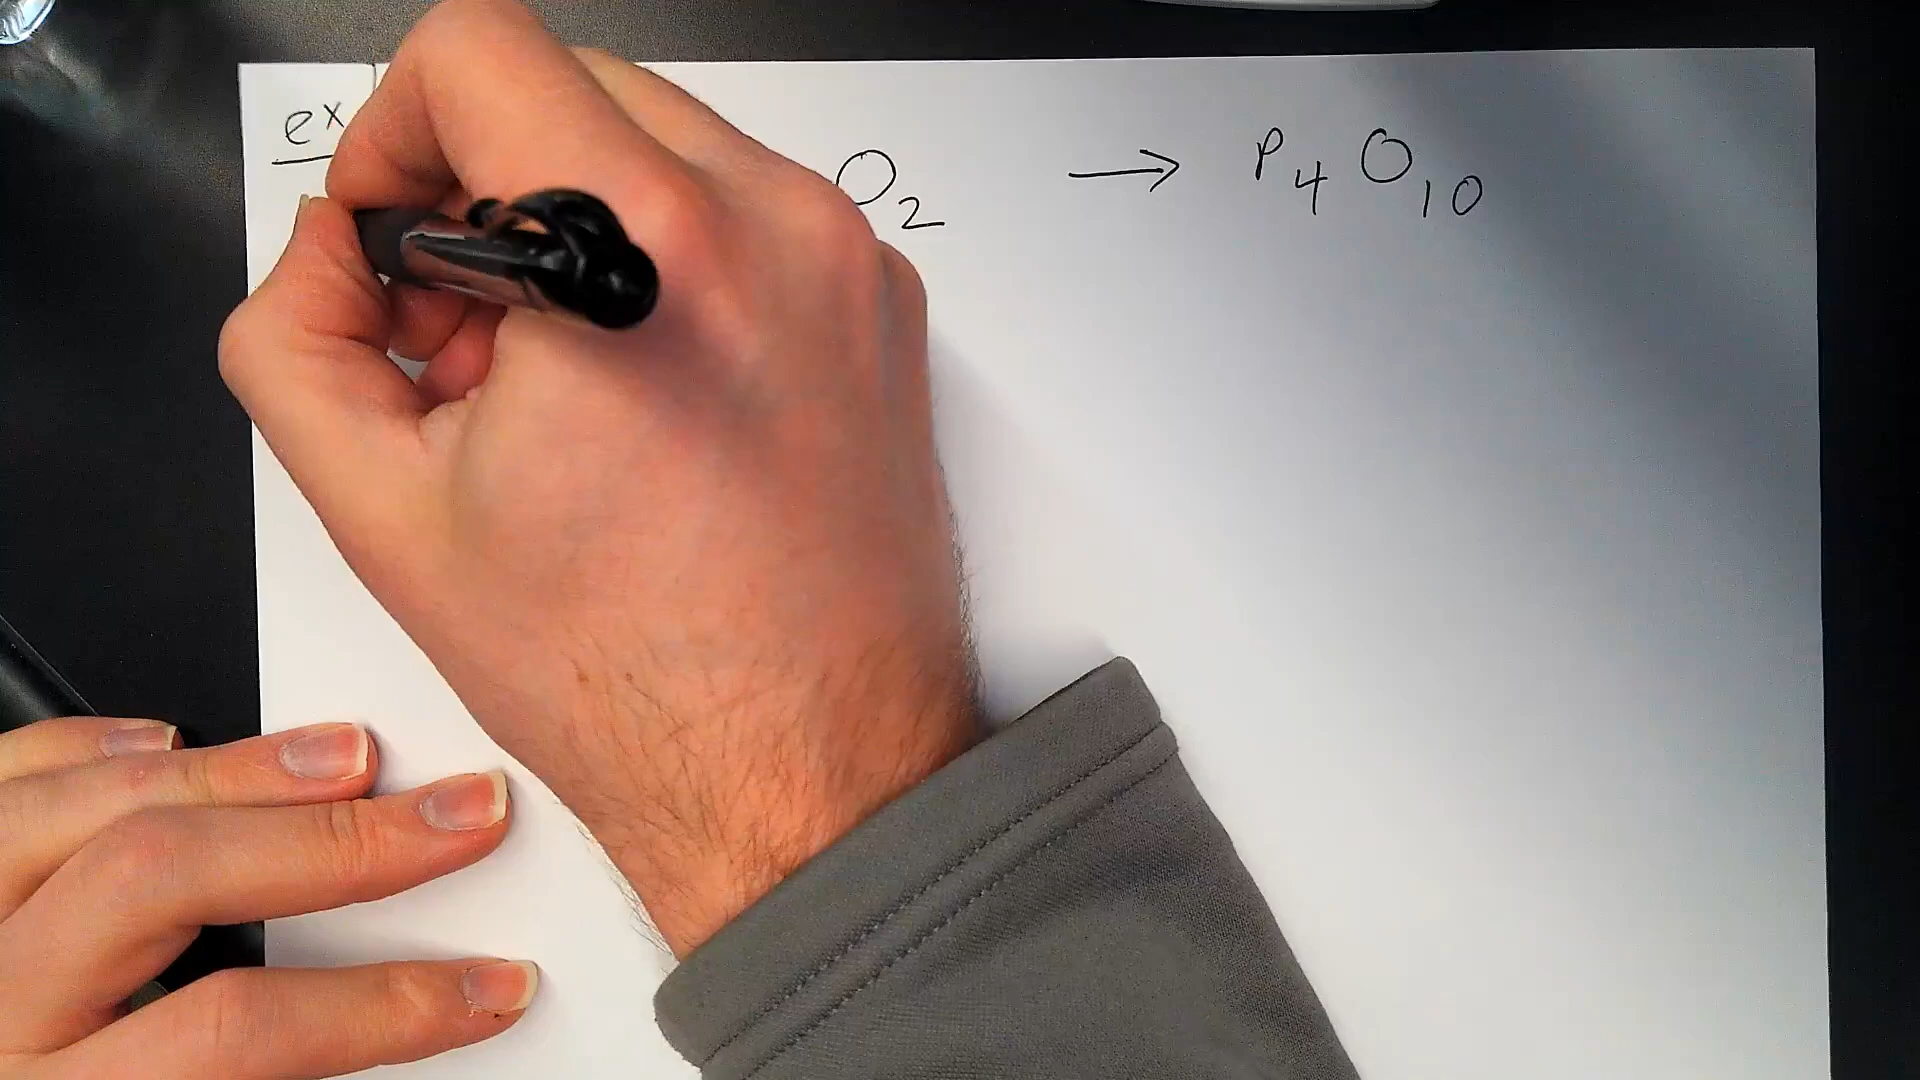 ex O₂ → P₄O₁₀